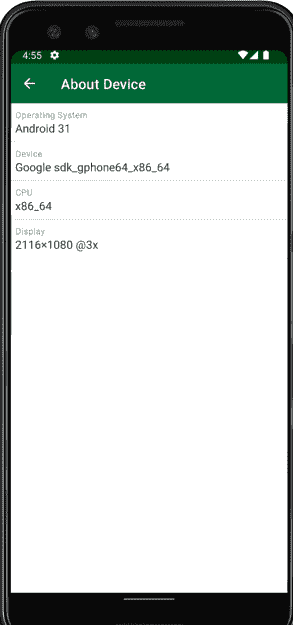 4:55
About Device
Operating System
Android 31
Device
Google sdk_gphone64_x86_64
CPU
x86_64
Display
2116×1080 @3x